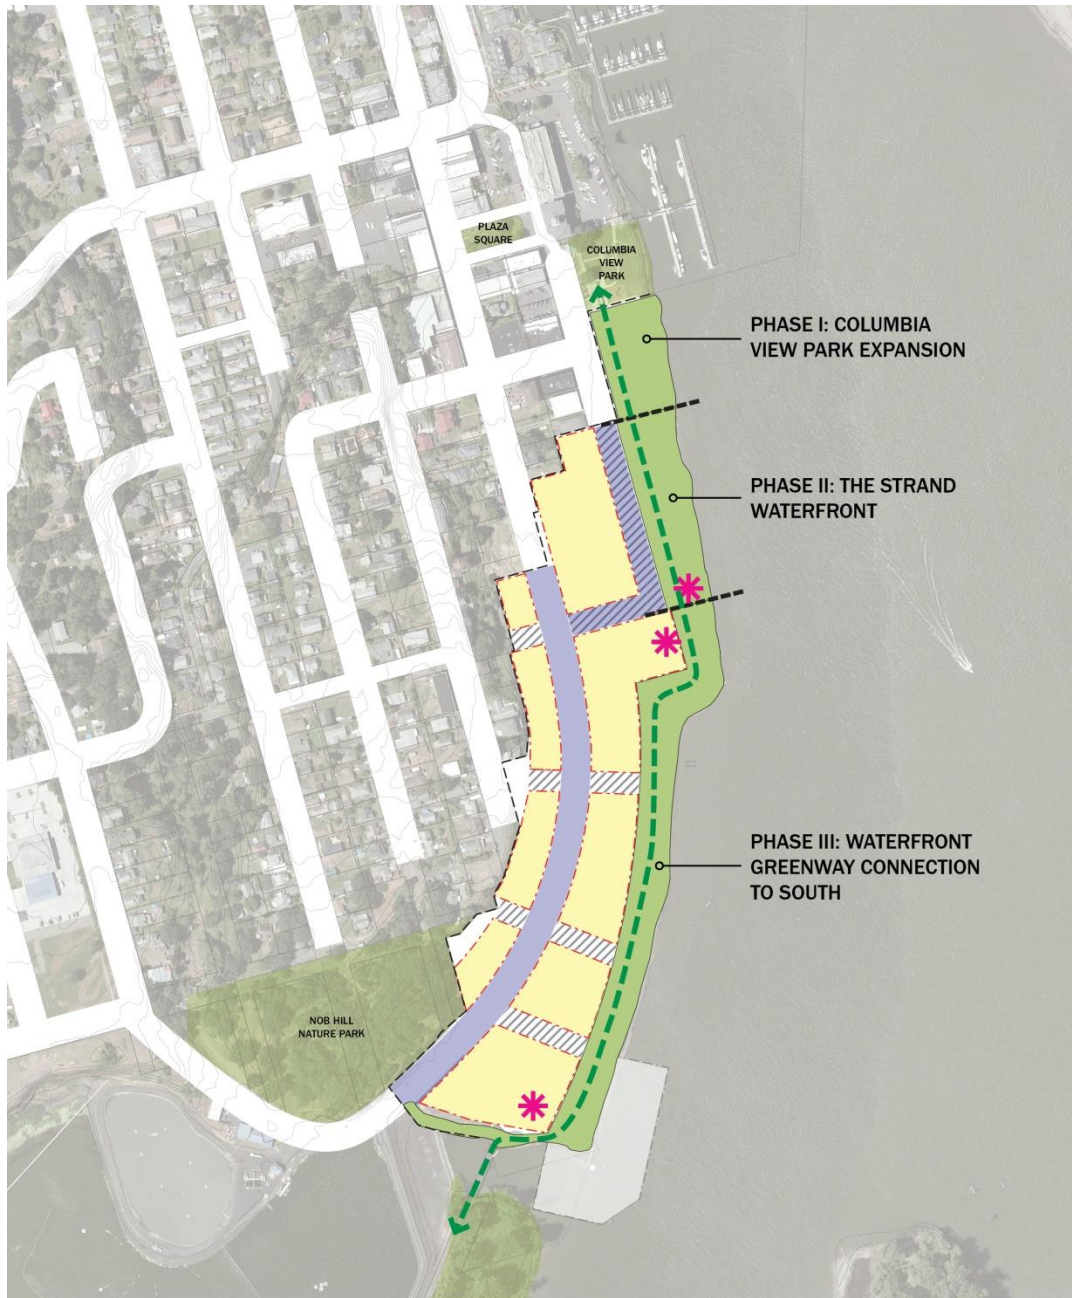 PLAZA
SQUARE
COLUMBIA
VIEW
PARK
PHASE I: COLUMBIA
VIEW PARK EXPANSION
PHASE II: THE STRAND
WATERFRONT
PHASE III: WATERFRONT
GREENWAY CONNECTION
TO SOUTH
NOB HILL
NATURE PARK